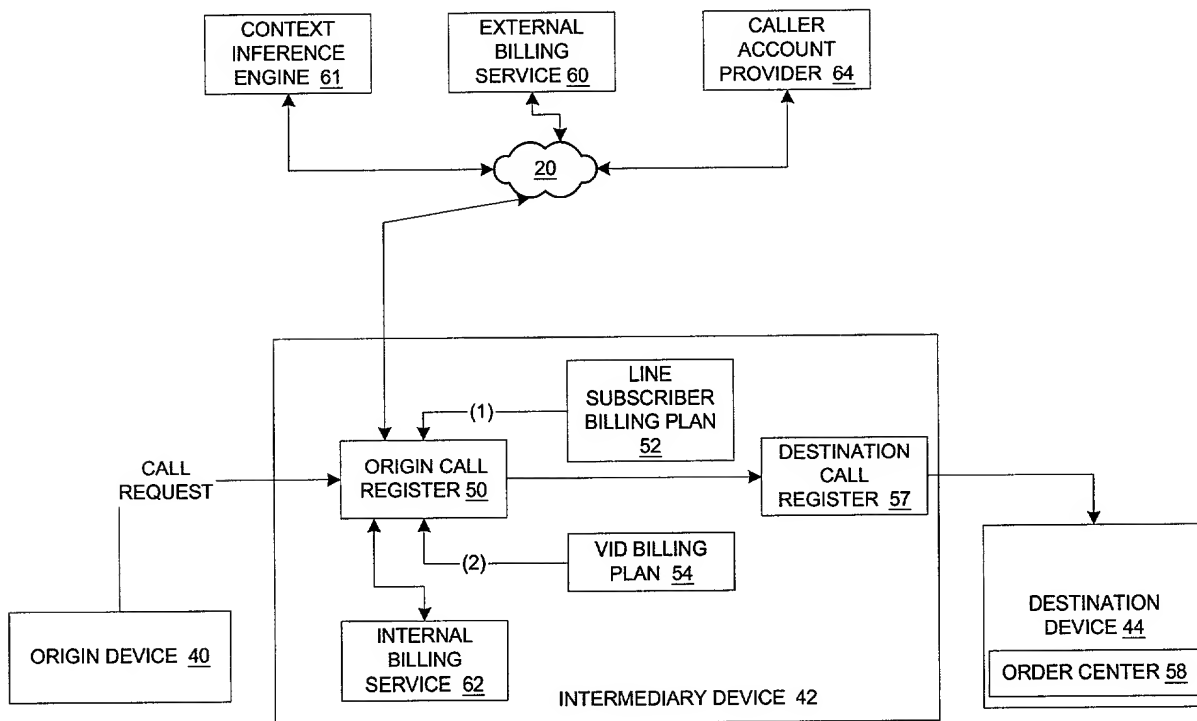 CONTEXT
INFERENCE
ENGINE 61
EXTERNAL
BILLING
SERVICE 60
CALLER
ACCOUNT
PROVIDER 64
20
LINE
SUBSCRIBER
BILLING PLAN
52
(1)
CALL
REQUEST
ORIGIN CALL
REGISTER 50
DESTINATION
CALL
REGISTER 57
(2)
VID BILLING
PLAN 54
ORIGIN DEVICE 40
INTERNAL
BILLING
SERVICE 62
INTERMEDIARY DEVICE 42
DESTINATION
DEVICE 44
ORDER CENTER 58